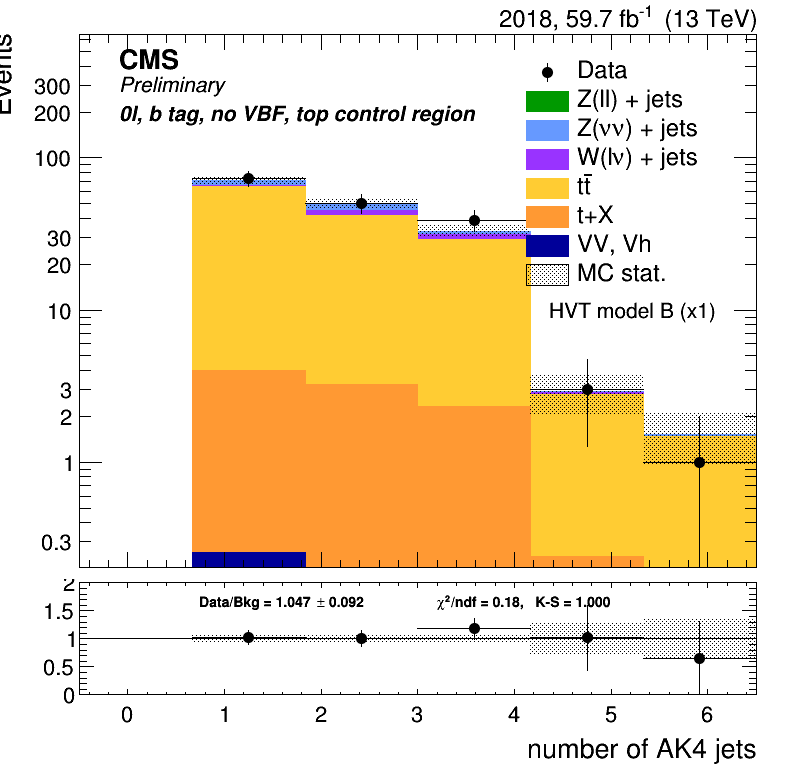 2018, 59.7 fb⁻¹ (13 TeV)
Events
CMS
Preliminary
0l, b tag, no VBF, top control region
Data
Z(ll) + jets
Z(νν) + jets
W(lν) + jets
tt̄
t+X
VV, Vh
MC stat.
HVT model B (x1)
300
200
100
30
20
10
3
2
1
0.3
Data/Bkg = 1.047 ± 0.092
χ²/ndf = 0.18, K-S = 1.000
2
1.5
1
0.5
0
0 1 2 3 4 5 6
number of AK4 jets